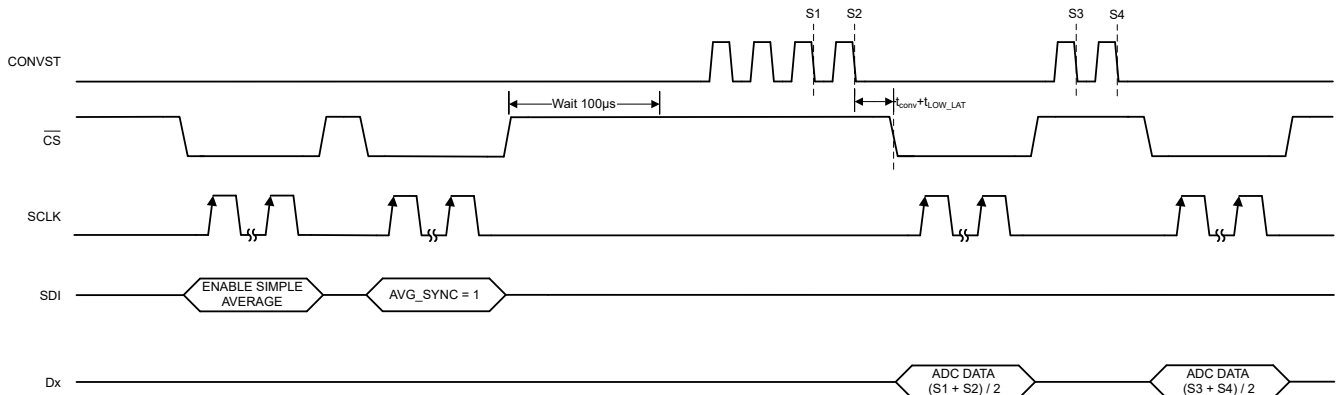 S1
S2
S3
S4
CONVST
Wait 100µs
tconv+tLOW_LAT
CS
SCLK
SDI
ENABLE SIMPLE
AVERAGE
AVG_SYNC = 1
Dx
ADC DATA
(S1 + S2) / 2
ADC DATA
(S3 + S4) / 2